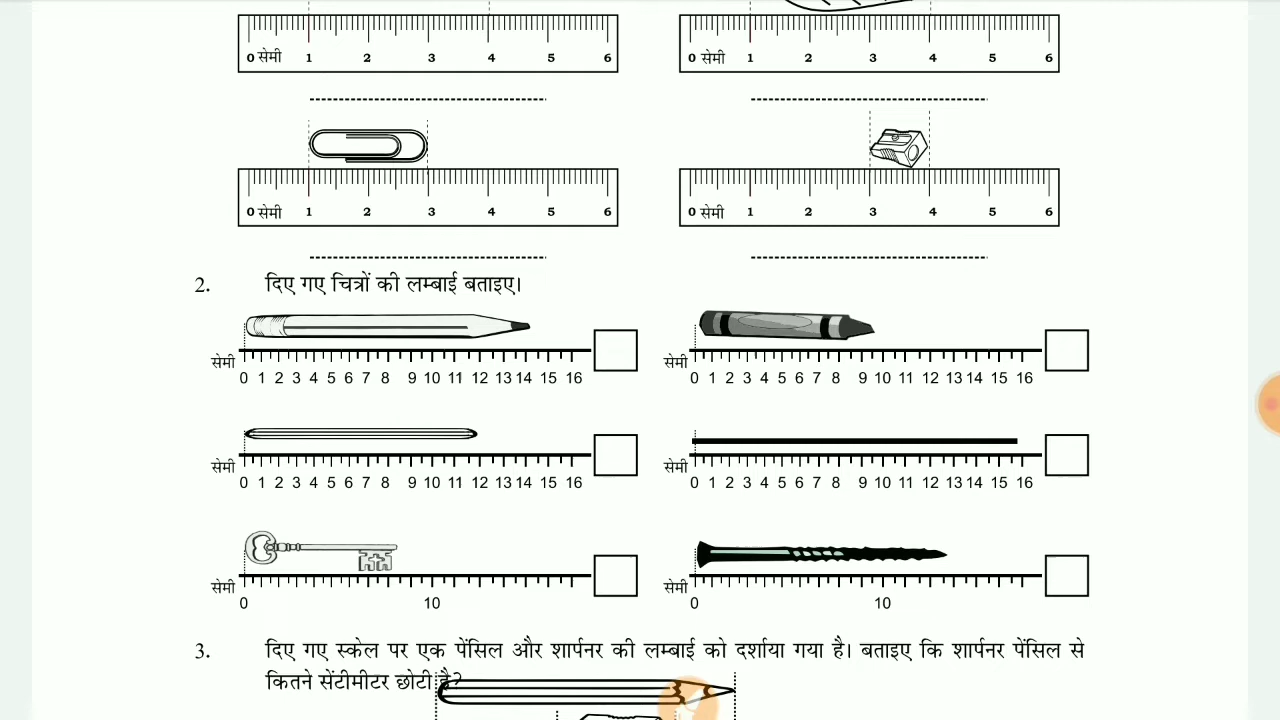 0 सेमी 1 2 3 4 5 6
0 सेमी 1 2 3 4 5 6
0 सेमी 1 2 3 4 5 6
0 सेमी 1 2 3 4 5 6
2. दिए गए चित्रों की लम्बाई बताइए।
सेमी
0 1 2 3 4 5 6 7 8 9 10 11 12 13 14 15 16
सेमी
0 1 2 3 4 5 6 7 8 9 10 11 12 13 14 15 16
सेमी
0 1 2 3 4 5 6 7 8 9 10 11 12 13 14 15 16
सेमी
0 1 2 3 4 5 6 7 8 9 10 11 12 13 14 15 16
सेमी
0 10
सेमी
0 10
3. दिए गए स्केल पर एक पेंसिल और शार्पनर की लम्बाई को दर्शाया गया है। बताइए कि शार्पनर पेंसिल से
कितने सेंटीमीटर छोटी है?